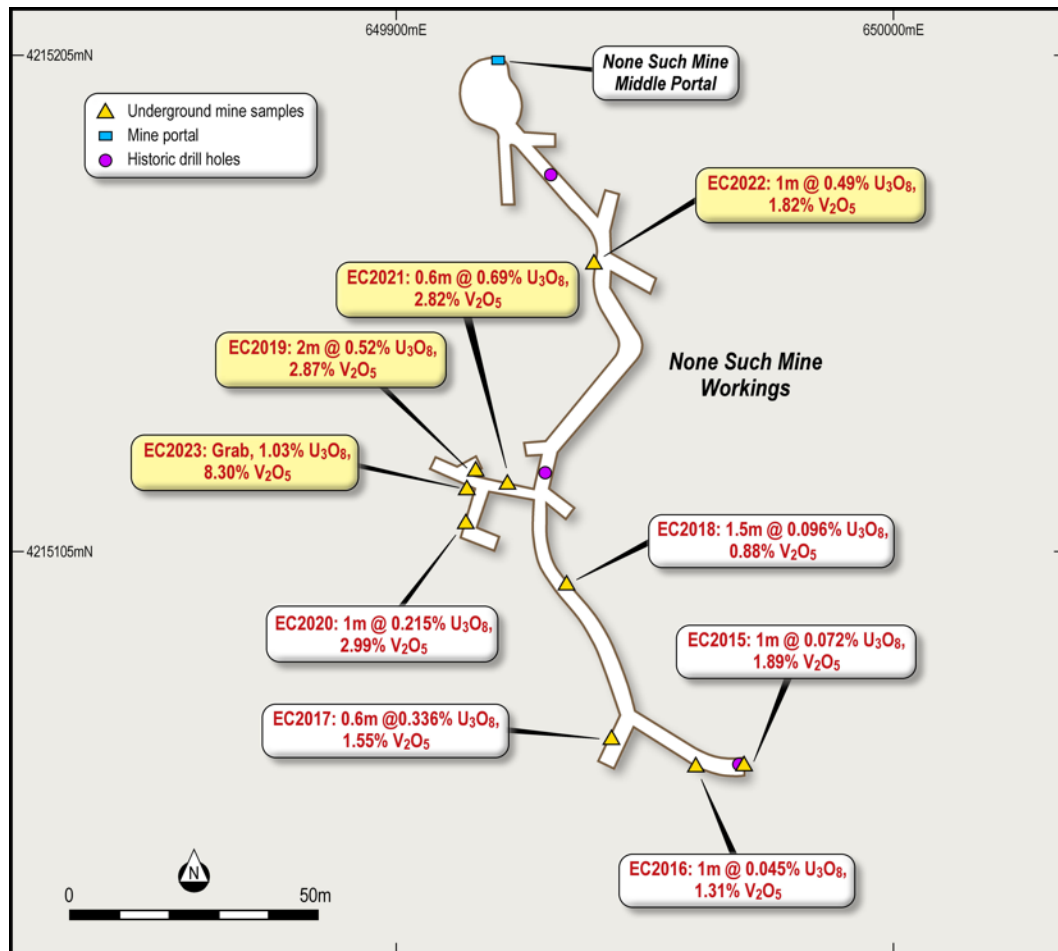 649900mE
650000mE
4215205mN
None Such Mine
Middle Portal
Underground mine samples
Mine portal
Historic drill holes
EC2022: 1m @ 0.49% U₃O₈,
1.82% V₂O₅
EC2021: 0.6m @ 0.69% U₃O₈,
2.82% V₂O₅
EC2019: 2m @ 0.52% U₃O₈,
2.87% V₂O₅
None Such Mine
Workings
EC2023: Grab, 1.03% U₃O₈,
8.30% V₂O₅
4215105mN
EC2018: 1.5m @ 0.096% U₃O₈,
0.88% V₂O₅
EC2020: 1m @ 0.215% U₃O₈,
2.99% V₂O₅
EC2015: 1m @ 0.072% U₃O₈,
1.89% V₂O₅
EC2017: 0.6m @0.336% U₃O₈,
1.55% V₂O₅
EC2016: 1m @ 0.045% U₃O₈,
1.31% V₂O₅
N
0
50m